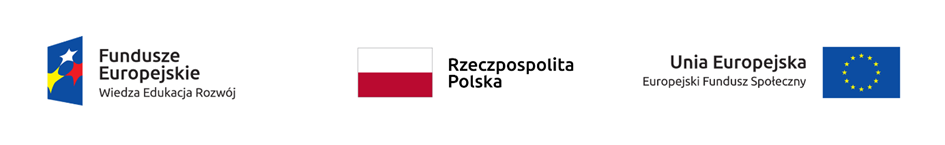 Fundusze
Europejskie
Wiedza Edukacja Rozwój
Rzeczpospolita
Polska
Unia Europejska
Europejski Fundusz Społeczny